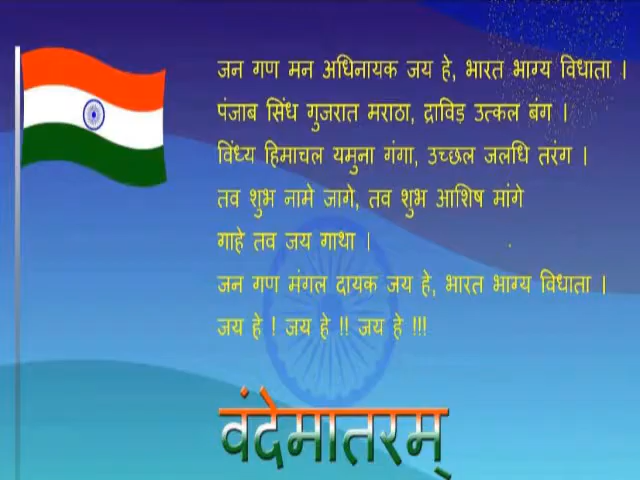 जन गण मन अधिनायक जय हे, भारत भाग्य विधाता ।
पंजाब सिंध गुजरात मराठा, द्राविड़ उत्कल बंग ।
विंध्य हिमाचल यमुना गंगा, उच्छल जलधि तरंग ।
तव शुभ नामे जागे, तव शुभ आशिष मांगे
गाहे तव जय गाथा ।
जन गण मंगल दायक जय हे, भारत भाग्य विधाता ।
जय हे ! जय हे !! जय हे !!!
वंदेमातरम्